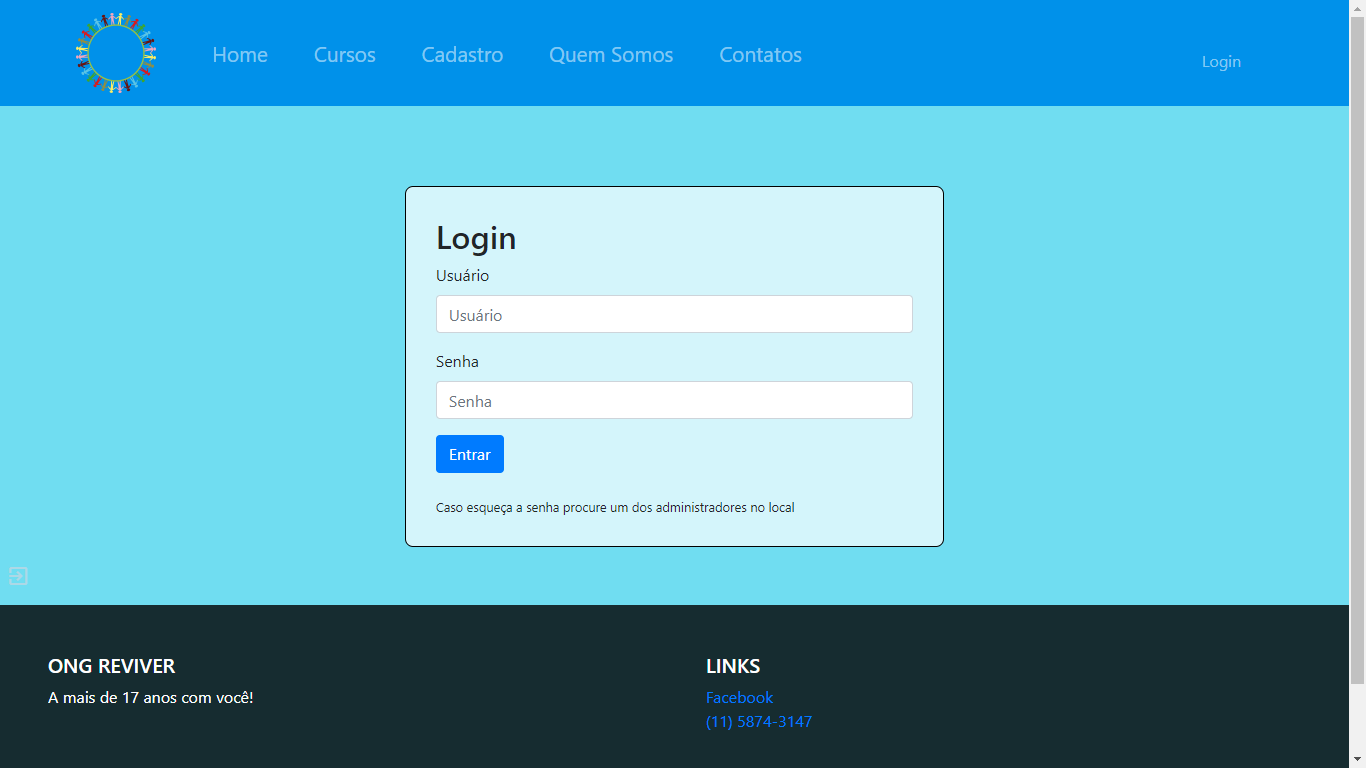 Home Cursos Cadastro Quem Somos Contatos Login
Login
Usuário
Usuário
Senha
Senha
Entrar
Caso esqueça a senha procure um dos administradores no local
ONG REVIVER
A mais de 17 anos com você!
LINKS
Facebook
(11) 5874-3147